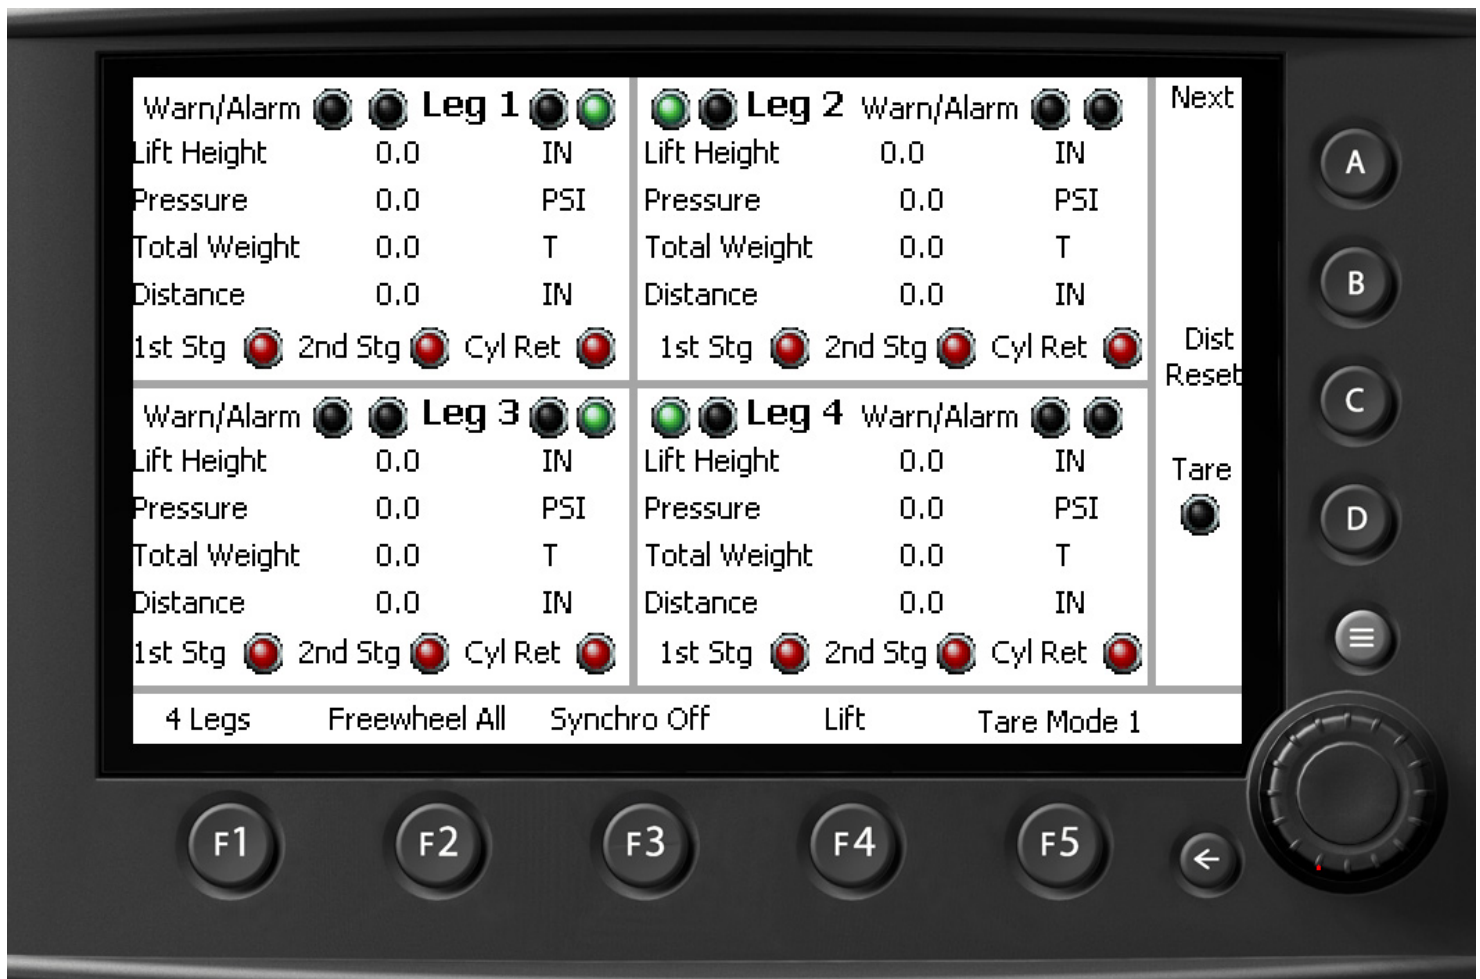 Warn/Alarm Leg 1
Lift Height 0.0 IN
Pressure 0.0 PSI
Total Weight 0.0 T
Distance 0.0 IN
1st Stg 2nd Stg Cyl Ret
Leg 2 Warn/Alarm
Lift Height 0.0 IN
Pressure 0.0 PSI
Total Weight 0.0 T
Distance 0.0 IN
1st Stg 2nd Stg Cyl Ret
Warn/Alarm Leg 3
Lift Height 0.0 IN
Pressure 0.0 PSI
Total Weight 0.0 T
Distance 0.0 IN
1st Stg 2nd Stg Cyl Ret
Leg 4 Warn/Alarm
Lift Height 0.0 IN
Pressure 0.0 PSI
Total Weight 0.0 T
Distance 0.0 IN
1st Stg 2nd Stg Cyl Ret
Next
Dist
Reset
Tare
4 Legs Freewheel All Synchro Off Lift Tare Mode 1
A
B
C
D
F1 F2 F3 F4 F5